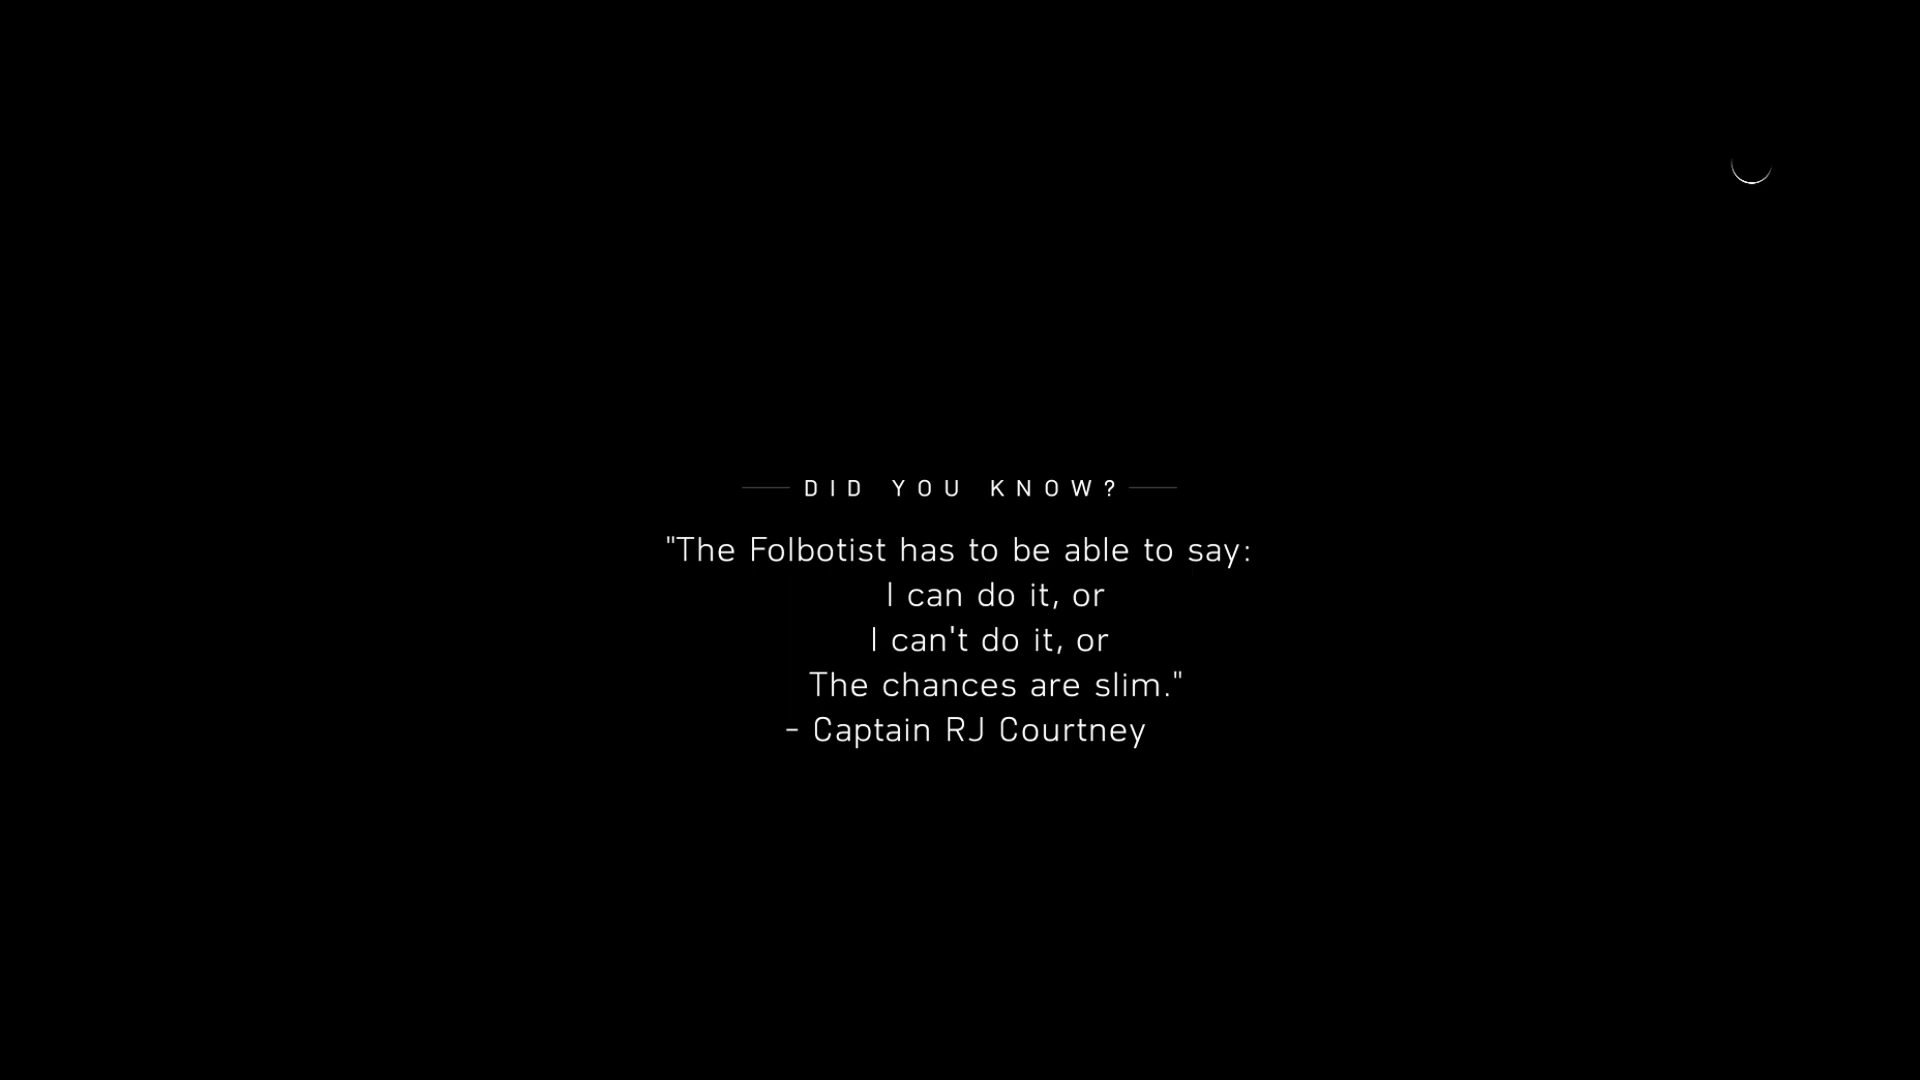 DID YOU KNOW?
"The Folbotist has to be able to say:
I can do it, or
I can't do it, or
The chances are slim."
- Captain RJ Courtney